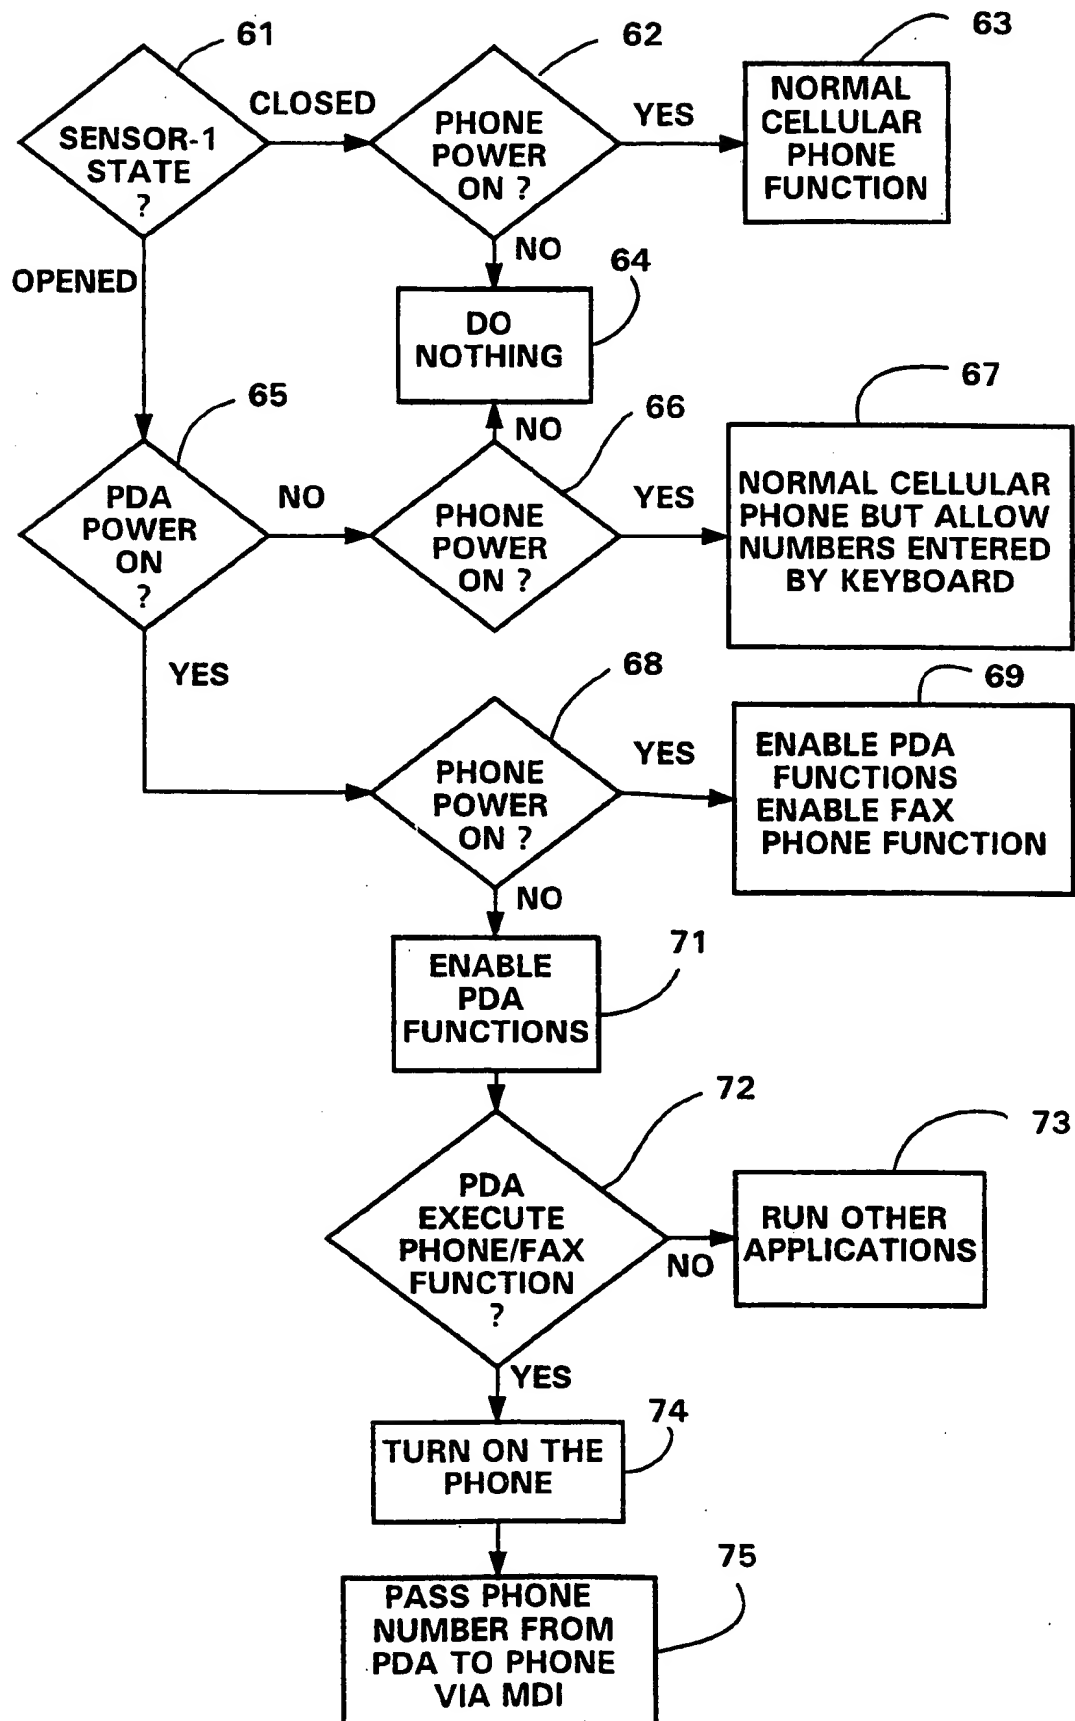 61
62
63
SENSOR-1
STATE
?
CLOSED
PHONE
POWER
ON ?
YES
NORMAL
CELLULAR
PHONE
FUNCTION
OPENED
NO
64
DO
NOTHING
65
PDA
POWER
ON
?
NO
66
NO
PHONE
POWER
ON ?
YES
67
NORMAL CELLULAR
PHONE BUT ALLOW
NUMBERS ENTERED
BY KEYBOARD
YES
68
PHONE
POWER
ON ?
YES
69
ENABLE PDA
FUNCTIONS
ENABLE FAX
PHONE FUNCTION
NO
71
ENABLE
PDA
FUNCTIONS
72
PDA
EXECUTE
PHONE/FAX
FUNCTION
?
NO
73
RUN OTHER
APPLICATIONS
YES
74
TURN ON THE
PHONE
75
PASS PHONE
NUMBER FROM
PDA TO PHONE
VIA MDI